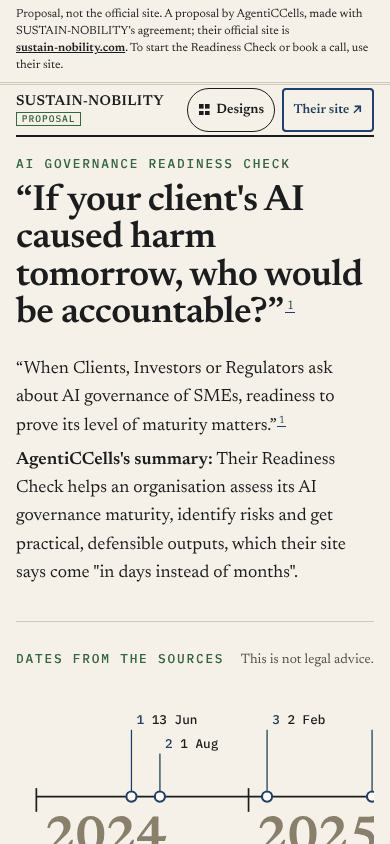 Proposal, not the official site. A proposal by AgentiCCells, made with
SUSTAIN-NOBILITY's agreement; their official site is
sustain-nobility.com. To start the Readiness Check or book a call, use
their site.
SUSTAIN-NOBILITY
PROPOSAL
Designs
Their site ↗
AI GOVERNANCE READINESS CHECK
“If your client's AI
caused harm
tomorrow, who would
be accountable?” 1
“When Clients, Investors or Regulators ask
about AI governance of SMEs, readiness to
prove its level of maturity matters.” 1
AgentiCCells's summary: Their Readiness
Check helps an organisation assess its AI
governance maturity, identify risks and get
practical, defensible outputs, which their site
says come "in days instead of months".
DATES FROM THE SOURCES
This is not legal advice.
1 13 Jun
3 2 Feb
2 1 Aug
2024
2025